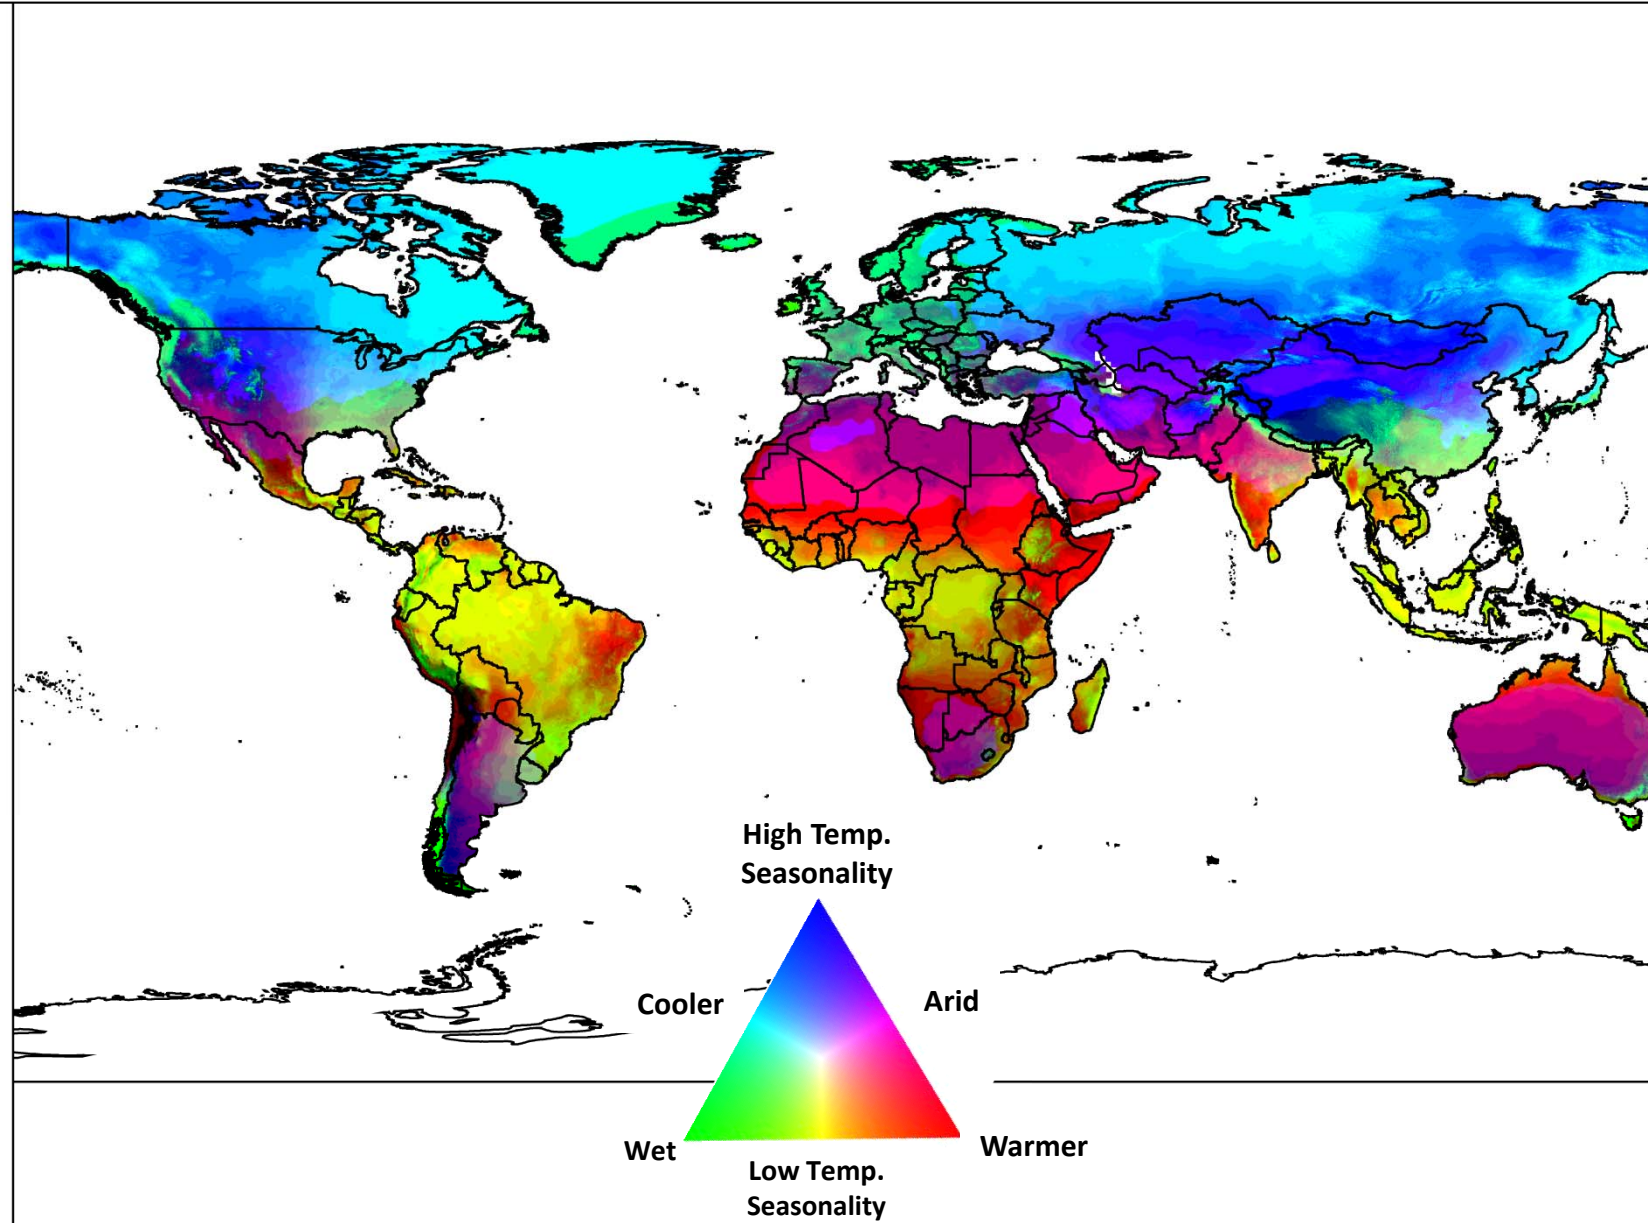 High Temp.
Seasonality
Cooler
Arid
Wet
Warmer
Low Temp.
Seasonality